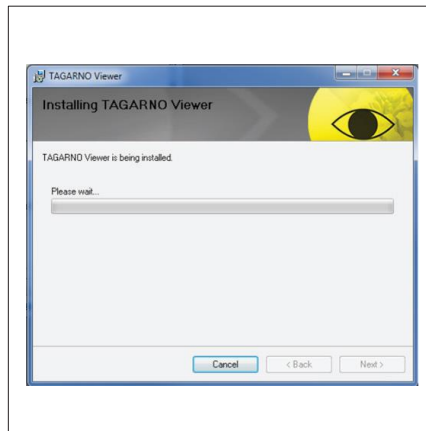 TAGARNO Viewer
Installing TAGARNO Viewer
TAGARNO Viewer is being installed.
Please wait...
Cancel
< Back
Next >